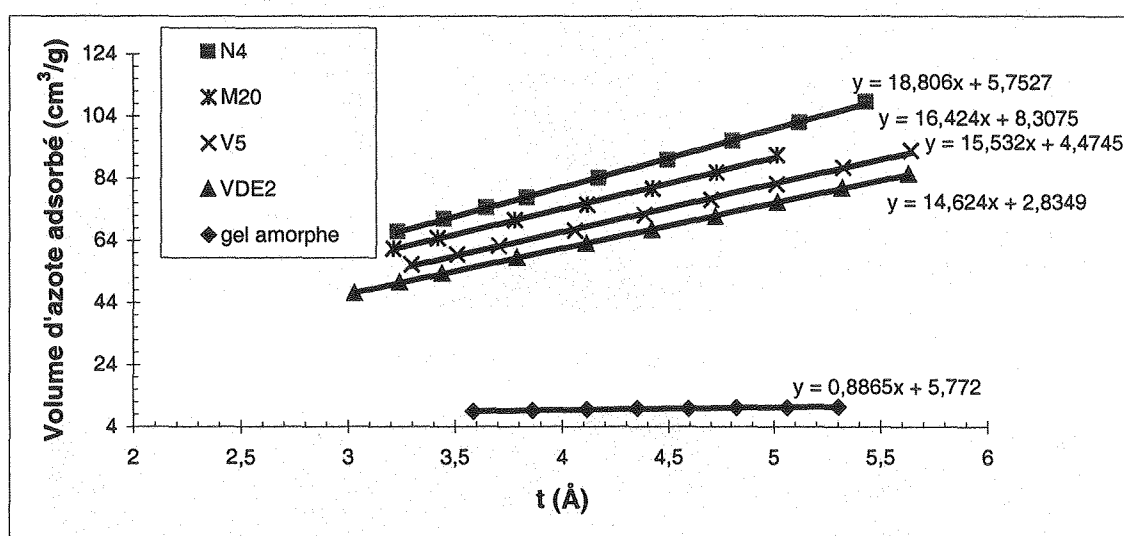 Volume d'azote adsorbé (cm³/g)
124
104
84
64
44
24
4
N4
M20
V5
VDE2
gel amorphe
y = 18,806x + 5,7527
y = 16,424x + 8,3075
y = 15,532x + 4,4745
y = 14,624x + 2,8349
y = 0,8865x + 5,772
2
2,5
3
3,5
4
4,5
5
5,5
6
t (Å)